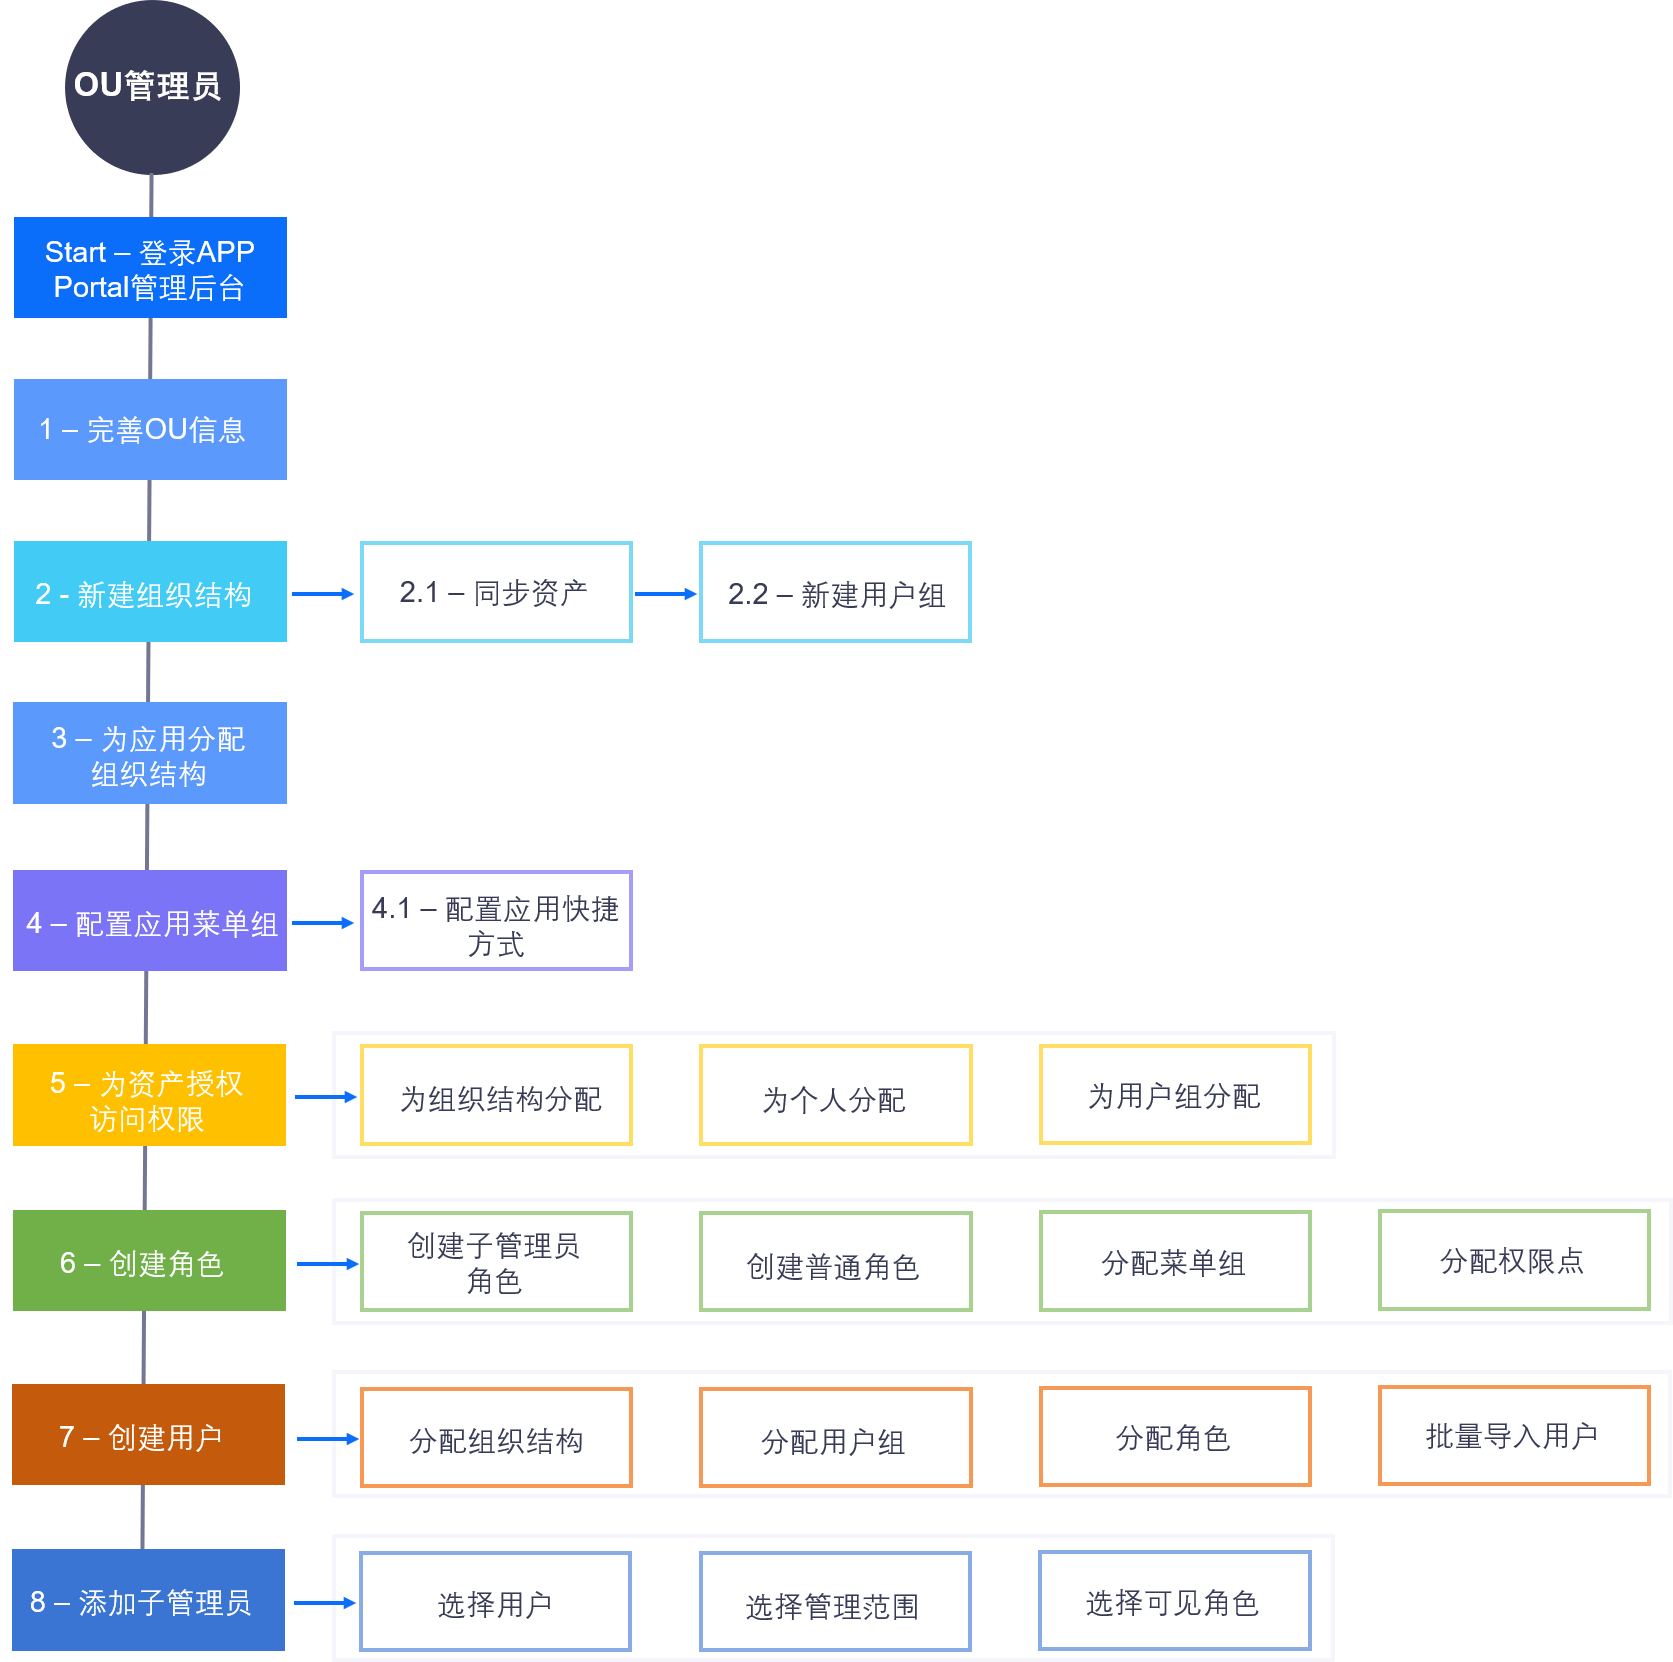 OU管理员
Start – 登录APP
Portal管理后台
1 – 完善OU信息
2 - 新建组织结构
2.1 – 同步资产
2.2 – 新建用户组
3 – 为应用分配
组织结构
4 – 配置应用菜单组
4.1 – 配置应用快捷
方式
5 – 为资产授权
访问权限
为组织结构分配
为个人分配
为用户组分配
6 – 创建角色
创建子管理员
角色
创建普通角色
分配菜单组
分配权限点
7 – 创建用户
分配组织结构
分配用户组
分配角色
批量导入用户
8 – 添加子管理员
选择用户
选择管理范围
选择可见角色